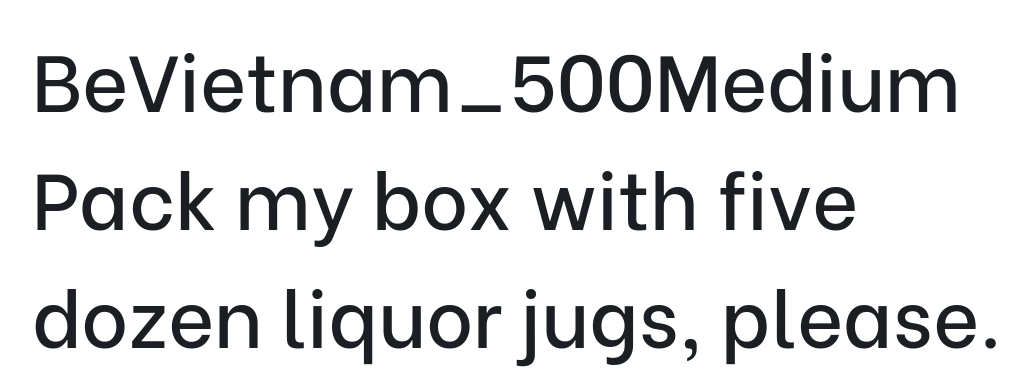 BeVietnam_500Medium
Pack my box with five
dozen liquor jugs, please.